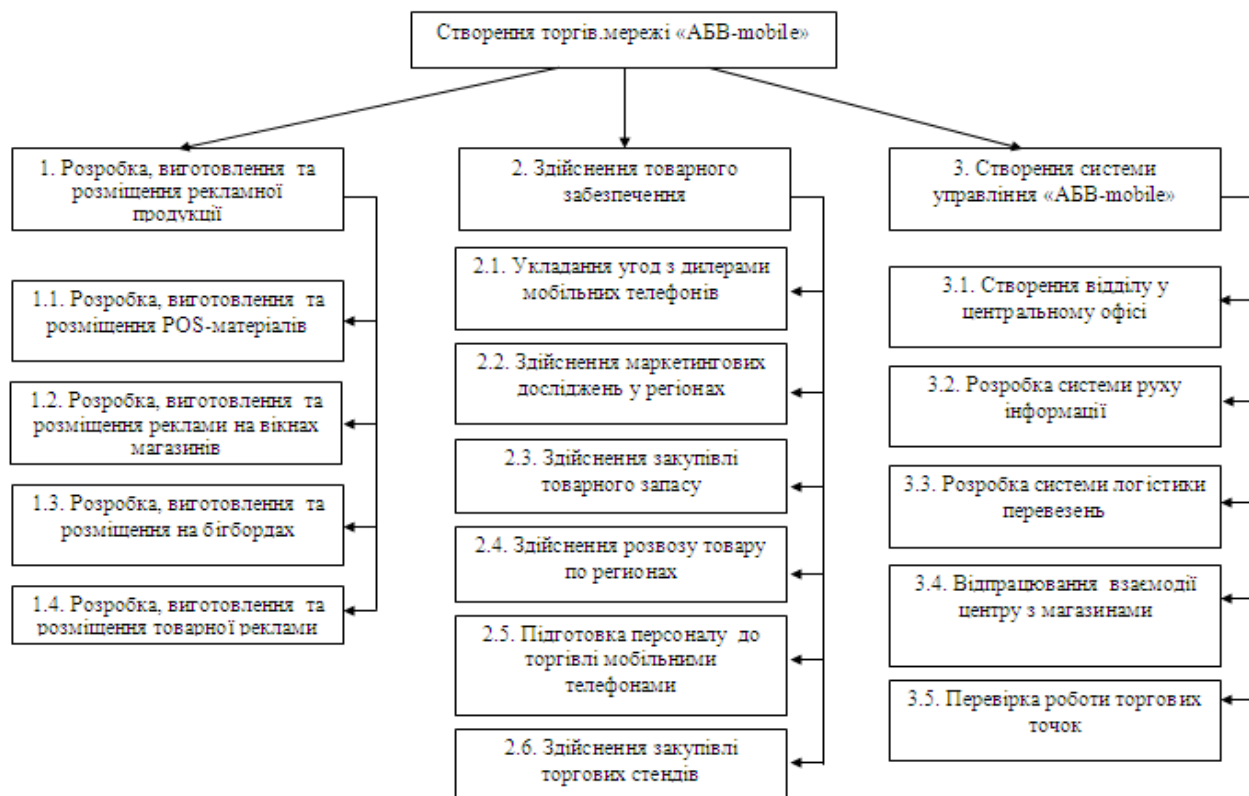 Створення торгів.мережі «АБВ-mobile»
1. Розробка, виготовлення та
розміщення рекламної
продукції
1.1. Розробка, виготовлення та
розміщення POS-матеріалів
1.2. Розробка, виготовлення та
розміщення реклами на вікнах
магазинів
1.3. Розробка, виготовлення та
розміщення на бігбордах
1.4. Розробка, виготовлення та
розміщення товарної реклами
2. Здійснення товарного
забезпечення
2.1. Укладання угод з дилерами
мобільних телефонів
2.2. Здійснення маркетингових
досліджень у регіонах
2.3. Здійснення закупівлі
товарного запасу
2.4. Здійснення розвозу товару
по регионах
2.5. Підготовка персоналу до
торгівлі мобільними
телефонами
2.6. Здійснення закупівлі
торгових стендів
3. Створення системи
управління «АБВ-mobile»
3.1. Створення відділу у
центральному офісі
3.2. Розробка системи руху
інформації
3.3. Розробка системи логістики
перевезень
3.4. Відпрацювання взаємодії
центру з магазинами
3.5. Перевірка роботи торгових
точок